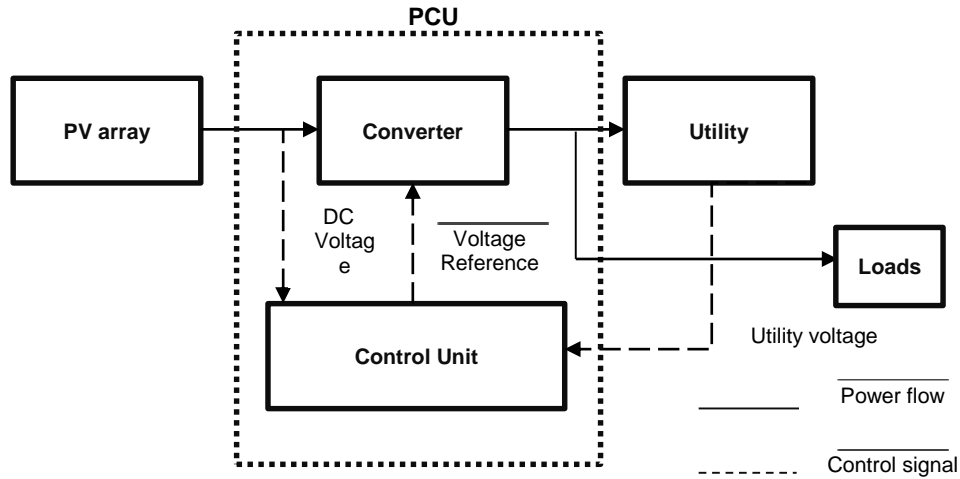 PCU
PV array
Converter
Utility
DC
Voltag
e
Voltage
Reference
Loads
Control Unit
Utility voltage
Power flow
Control signal